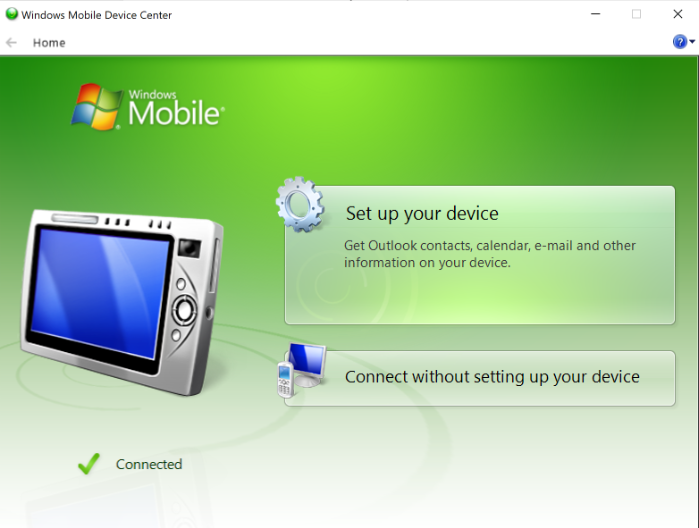 Windows Mobile Device Center
Home
?
Windows
Mobile®
Set up your device
Get Outlook contacts, calendar, e-mail and other
information on your device.
Connect without setting up your device
Connected